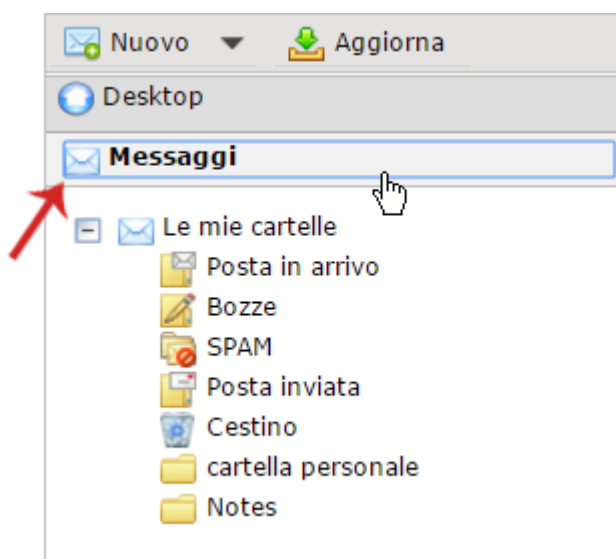 Nuovo Aggiorna
Desktop
Messaggi
Le mie cartelle
Posta in arrivo
Bozze
SPAM
Posta inviata
Cestino
cartella personale
Notes